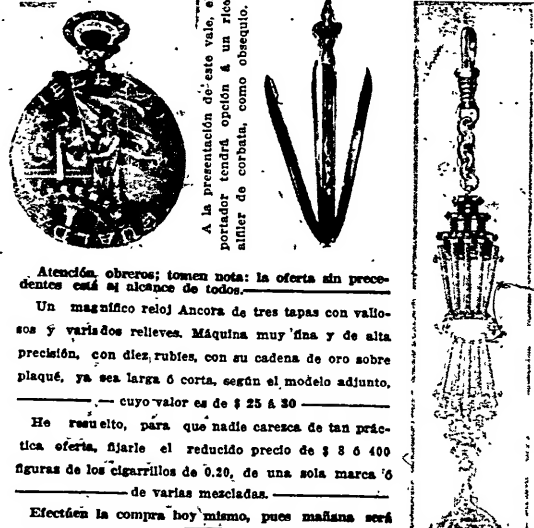 A la presentación de este vale, e
portador tendrá opción á un rico
alfiler de corbata, como obsequio.
Atención, obreros; tomen nota: la oferta sin prece-
dentes está al alcance de todos.
Un magnífico reloj Ancora de tres tapas con valio-
sos y variados relieves. Máquina muy fina y de alta
precisión, con diez rubíes, con su cadena de oro sobre
plaqué, ya sea larga ó corta, según el modelo adjunto,
cuyo valor es de $ 25 á 30
He resuelto, para que nadie carezca de tan prác-
tica oferta, fijarle el reducido precio de $ 8 ó 400
figuras de los cigarrillos de 0.20, de una sola marca ó
de varias mezcladas.
Efectúen la compra hoy mismo, pues mañana será